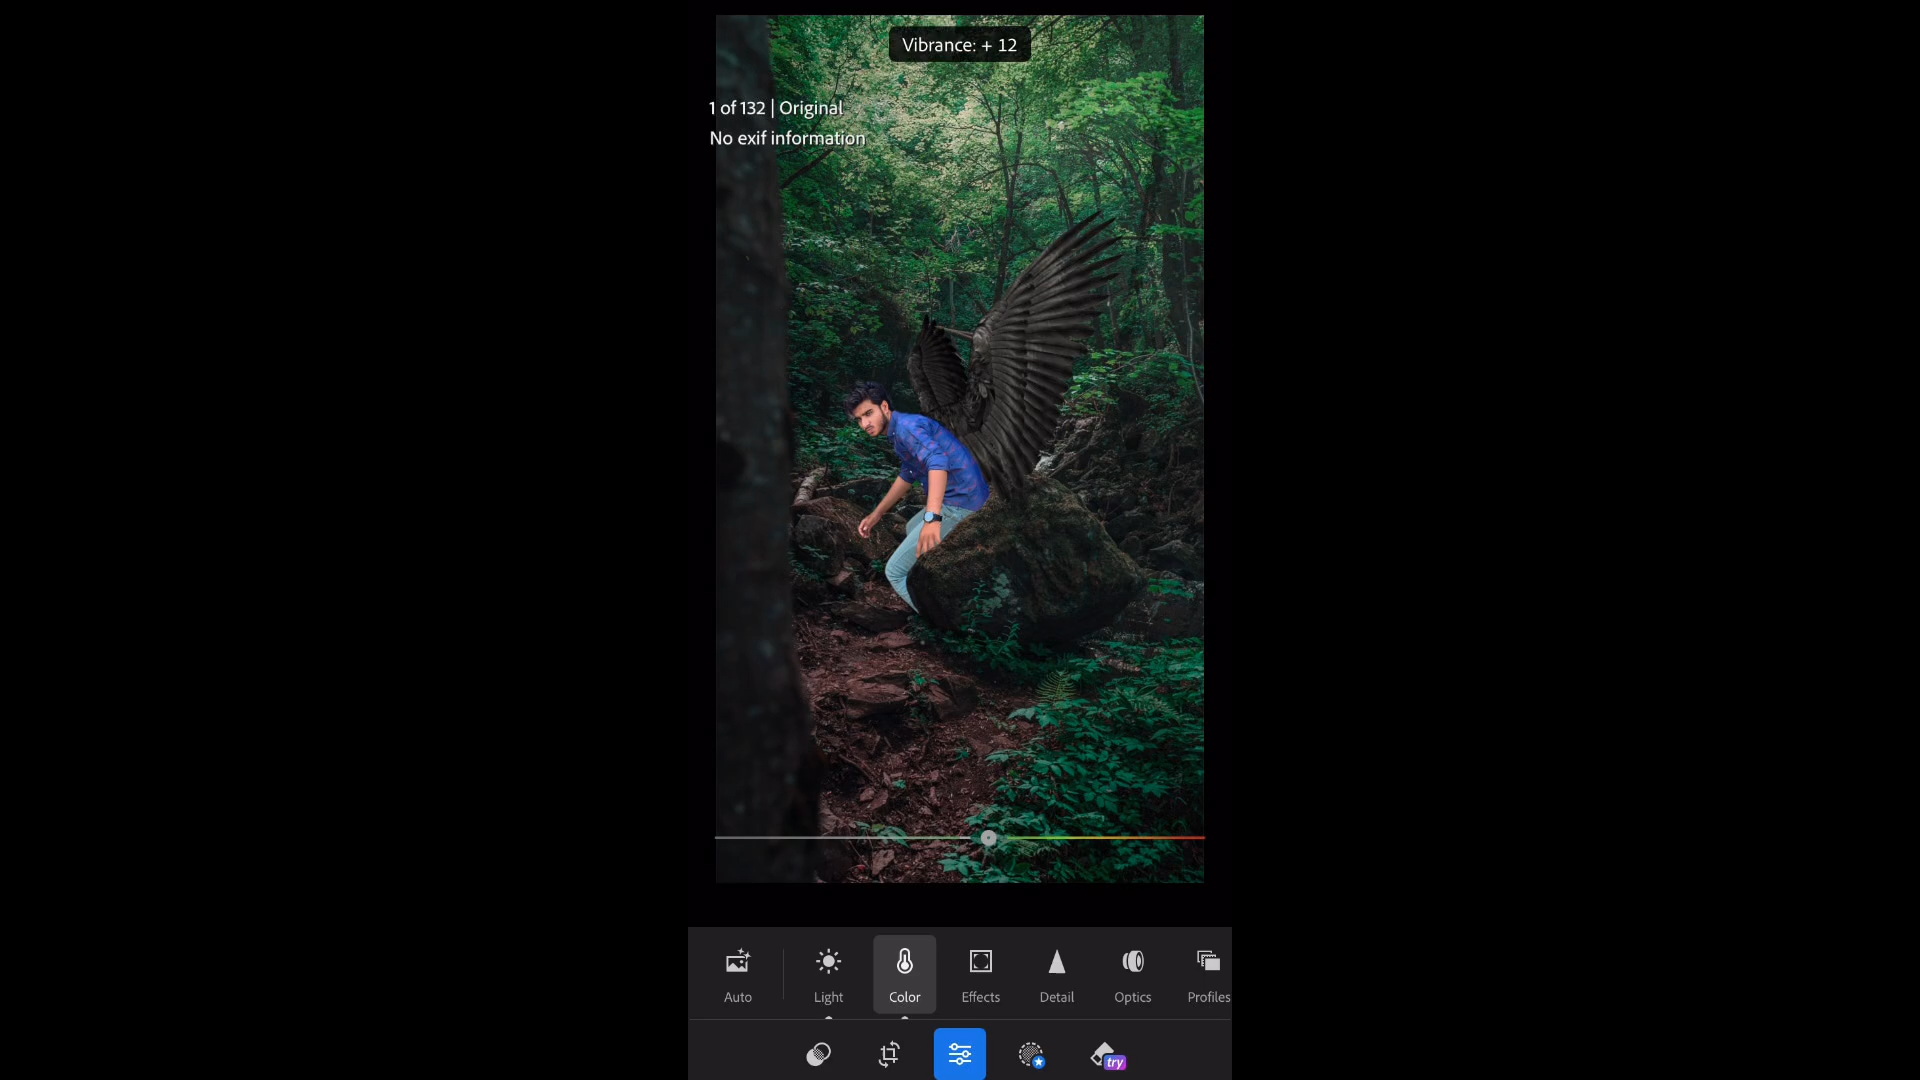 Vibrance: + 12
1 of 132 | Original
No exif information
Auto
Light
Color
Effects
Detail
Optics
Profiles
try